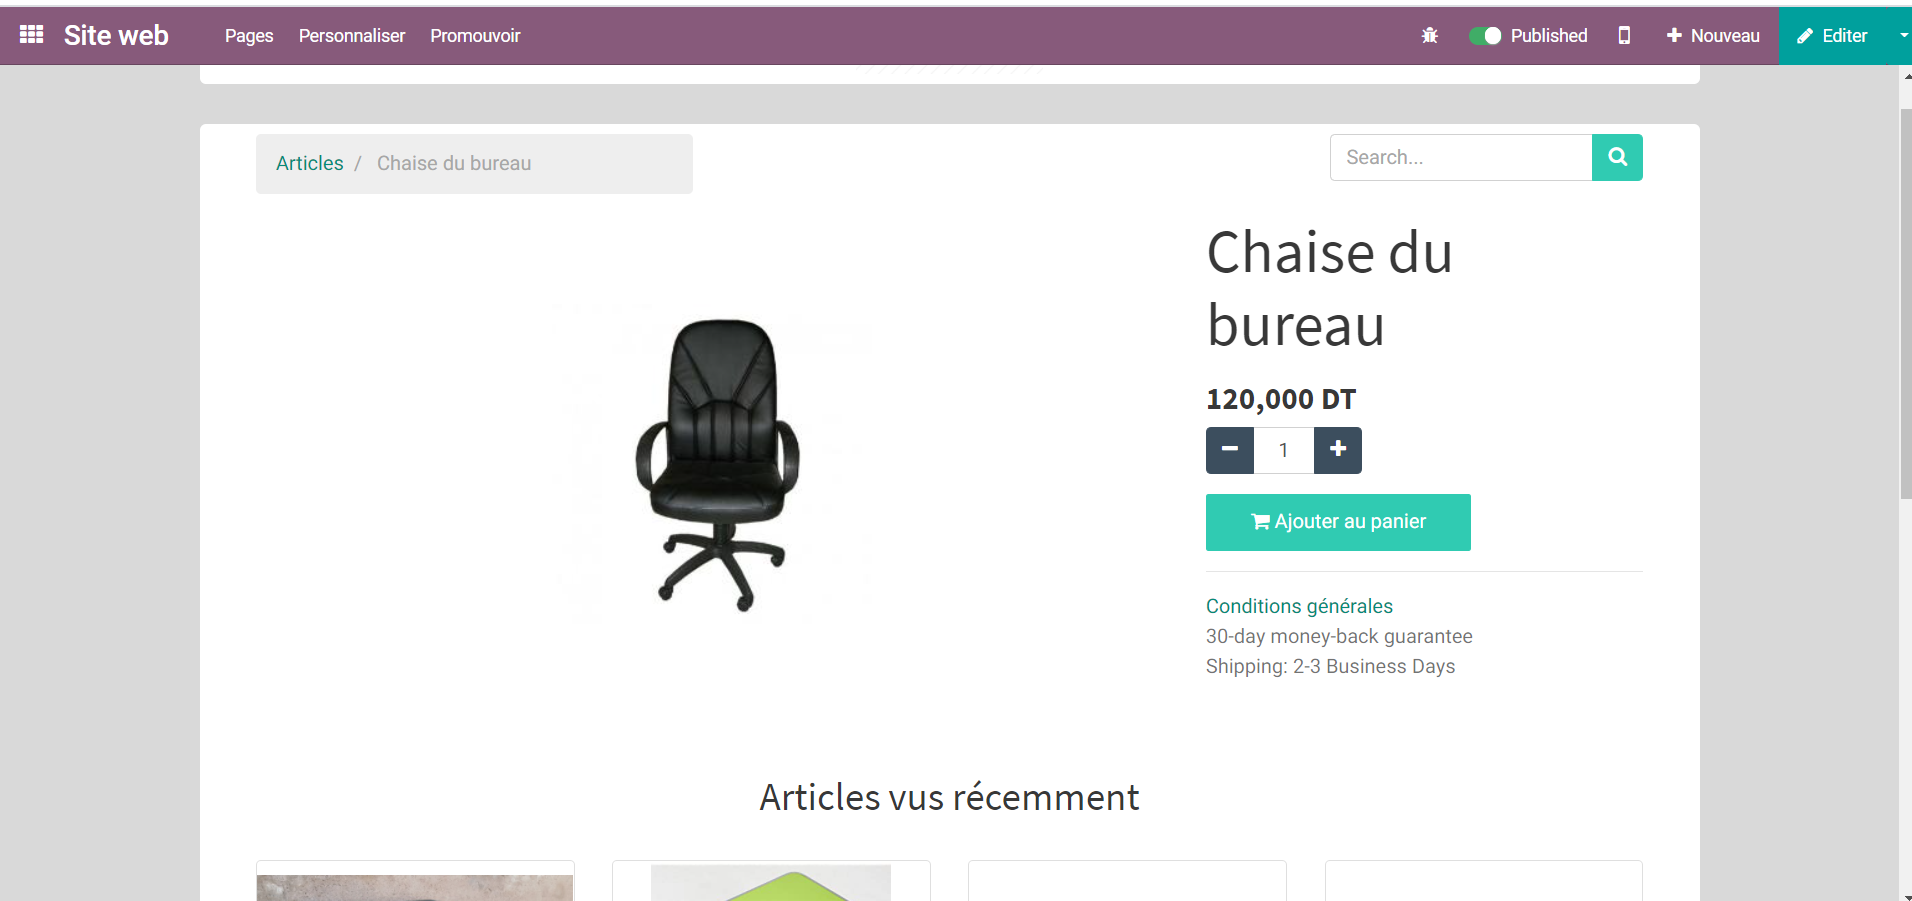 Site web Pages Personnaliser Promouvoir Published Nouveau Editer
Articles / Chaise du bureau
Search...
Chaise du
bureau
120,000 DT
1
Ajouter au panier
Conditions générales
30-day money-back guarantee
Shipping: 2-3 Business Days
Articles vus récemment